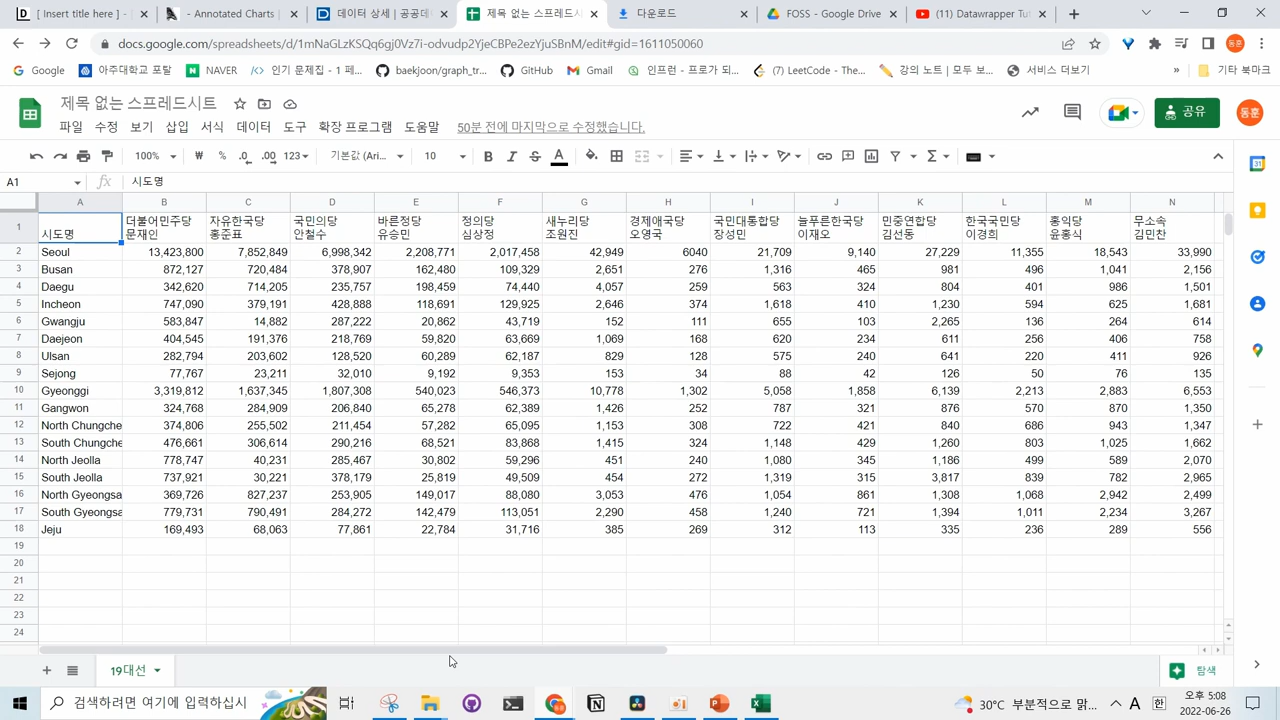 [ Insert title here ]
- Annotated Charts
데이터 상세 | 공공데
제목 없는 스프레드시
다운로드
FOSS - Google Drive
(11) Datawrapper Tut
docs.google.com/spreadsheets/d/1mNaGLzKSQq6gj0Vz7i-odvudp2YjeCBPe2eYiuSBnM/edit#gid=1611050060
Google 아주대학교 포탈 NAVER 인기 문제집 - 1 페... baekjoon/graph_tr... GitHub Gmail 인프런 - 프로가 되... (7) LeetCode - The... 강의 노트 | 모두 보... 서비스 더보기 » 기타 북마크
제목 없는 스프레드시트
파일 수정 보기 삽입 서식 데이터 도구 확장 프로그램 도움말 50분 전에 마지막으로 수정했습니다.
공유
동훈
100% ₩ % .0 .00 123 기본값 (Ari... 10 B I S A
A1 fx 시도명
A B C D E F G H I J K L M N
1 시도명 더불어민주당 문재인 자유한국당 홍준표 국민의당 안철수 바른정당 유승민 정의당 심상정 새누리당 조원진 경제애국당 오영국 국민대통합당 장성민 늘푸른한국당 이재오 민중연합당 김선동 한국국민당 이경희 홍익당 윤홍식 무소속 김민찬
2 Seoul 13,423,800 7,852,849 6,998,342 2,208,771 2,017,458 42,949 6040 21,709 9,140 27,229 11,355 18,543 33,990
3 Busan 872,127 720,484 378,907 162,480 109,329 2,651 276 1,316 465 981 496 1,041 2,156
4 Daegu 342,620 714,205 235,757 198,459 74,440 4,057 259 563 324 804 401 986 1,501
5 Incheon 747,090 379,191 428,888 118,691 129,925 2,646 374 1,618 410 1,230 594 625 1,681
6 Gwangju 583,847 14,882 287,222 20,862 43,719 152 111 655 103 2,265 136 264 614
7 Daejeon 404,545 191,376 218,769 59,820 63,669 1,069 168 620 234 611 256 406 758
8 Ulsan 282,794 203,602 128,520 60,289 62,187 829 128 575 240 641 220 411 926
9 Sejong 77,767 23,211 32,010 9,192 9,353 153 34 88 42 126 50 76 135
10 Gyeonggi 3,319,812 1,637,345 1,807,308 540,023 546,373 10,778 1,302 5,058 1,858 6,139 2,213 2,883 6,553
11 Gangwon 324,768 284,909 206,840 65,278 62,389 1,426 252 787 321 876 570 870 1,350
12 North Chungche 374,806 255,502 211,454 57,282 65,095 1,153 308 722 421 840 686 943 1,347
13 South Chungche 476,661 306,614 290,216 68,521 83,868 1,415 324 1,148 429 1,260 803 1,025 1,662
14 North Jeolla 778,747 40,231 285,467 30,802 59,296 451 240 1,080 345 1,186 499 589 2,070
15 South Jeolla 737,921 30,221 378,179 25,819 49,509 454 272 1,319 315 3,817 839 782 2,965
16 North Gyeongsa 369,726 827,237 253,905 149,017 88,080 3,053 476 1,054 861 1,308 1,068 2,942 2,499
17 South Gyeongsa 779,731 790,491 284,272 142,479 113,051 2,290 458 1,240 721 1,394 1,011 2,234 3,267
18 Jeju 169,493 68,063 77,861 22,784 31,716 385 269 312 113 335 236 289 556
19
20
21
22
23
24
19대선
탐색
검색하려면 여기에 입력하십시
30°C 부분적으로 맑... A 한
오후 5:08
2022-06-26